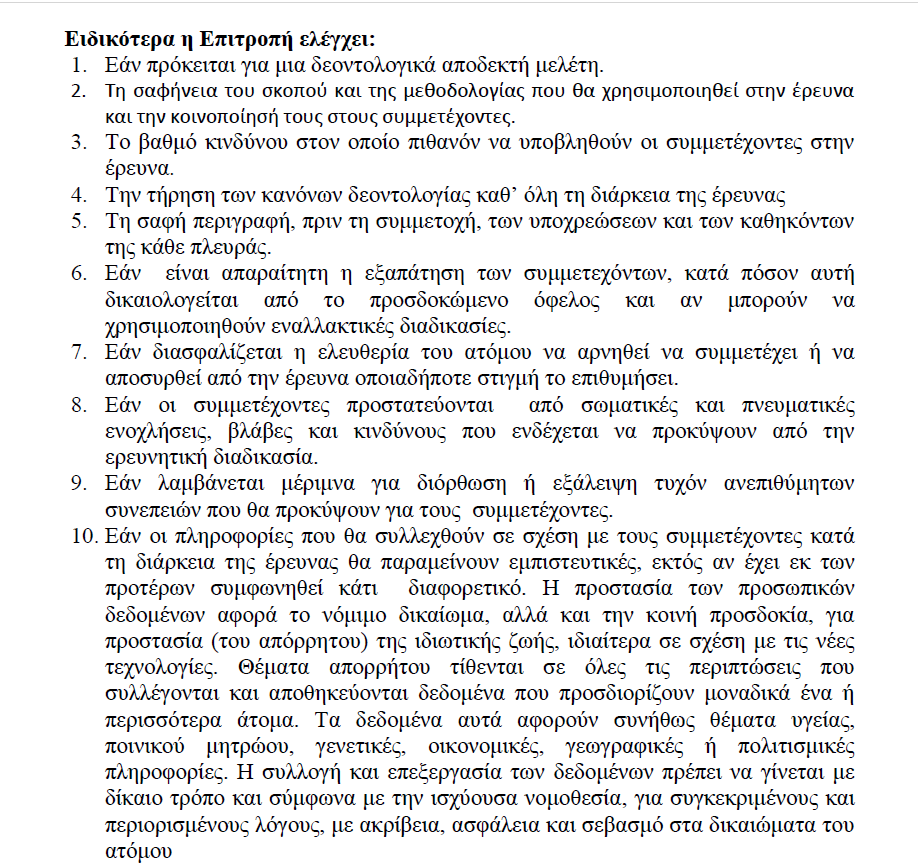 Ειδικότερα η Επιτροπή ελέγχει:
1. Εάν πρόκειται για μια δεοντολογικά αποδεκτή μελέτη.
2. Τη σαφήνεια του σκοπού και της μεθοδολογίας που θα χρησιμοποιηθεί στην έρευνα
και την κοινοποίησή τους στους συμμετέχοντες.
3. Το βαθμό κινδύνου στον οποίο πιθανόν να υποβληθούν οι συμμετέχοντες στην
έρευνα.
4. Την τήρηση των κανόνων δεοντολογίας καθ’ όλη τη διάρκεια της έρευνας
5. Τη σαφή περιγραφή, πριν τη συμμετοχή, των υποχρεώσεων και των καθηκόντων
της κάθε πλευράς.
6. Εάν είναι απαραίτητη η εξαπάτηση των συμμετεχόντων, κατά πόσον αυτή
δικαιολογείται από το προσδοκώμενο όφελος και αν μπορούν να
χρησιμοποιηθούν εναλλακτικές διαδικασίες.
7. Εάν διασφαλίζεται η ελευθερία του ατόμου να αρνηθεί να συμμετέχει ή να
αποσυρθεί από την έρευνα οποιαδήποτε στιγμή το επιθυμήσει.
8. Εάν οι συμμετέχοντες προστατεύονται από σωματικές και πνευματικές
ενοχλήσεις, βλάβες και κινδύνους που ενδέχεται να προκύψουν από την
ερευνητική διαδικασία.
9. Εάν λαμβάνεται μέριμνα για διόρθωση ή εξάλειψη τυχόν ανεπιθύμητων
συνεπειών που θα προκύψουν για τους συμμετέχοντες.
10. Εάν οι πληροφορίες που θα συλλεχθούν σε σχέση με τους συμμετέχοντες κατά
τη διάρκεια της έρευνας θα παραμείνουν εμπιστευτικές, εκτός αν έχει εκ των
προτέρων συμφωνηθεί κάτι διαφορετικό. Η προστασία των προσωπικών
δεδομένων αφορά το νόμιμο δικαίωμα, αλλά και την κοινή προσδοκία, για
προστασία (του απόρρητου) της ιδιωτικής ζωής, ιδιαίτερα σε σχέση με τις νέες
τεχνολογίες. Θέματα απορρήτου τίθενται σε όλες τις περιπτώσεις που
συλλέγονται και αποθηκεύονται δεδομένα που προσδιορίζουν μοναδικά ένα ή
περισσότερα άτομα. Τα δεδομένα αυτά αφορούν συνήθως θέματα υγείας,
ποινικού μητρώου, γενετικές, οικονομικές, γεωγραφικές ή πολιτισμικές
πληροφορίες. Η συλλογή και επεξεργασία των δεδομένων πρέπει να γίνεται με
δίκαιο τρόπο και σύμφωνα με την ισχύουσα νομοθεσία, για συγκεκριμένους και
περιορισμένους λόγους, με ακρίβεια, ασφάλεια και σεβασμό στα δικαιώματα του
ατόμου